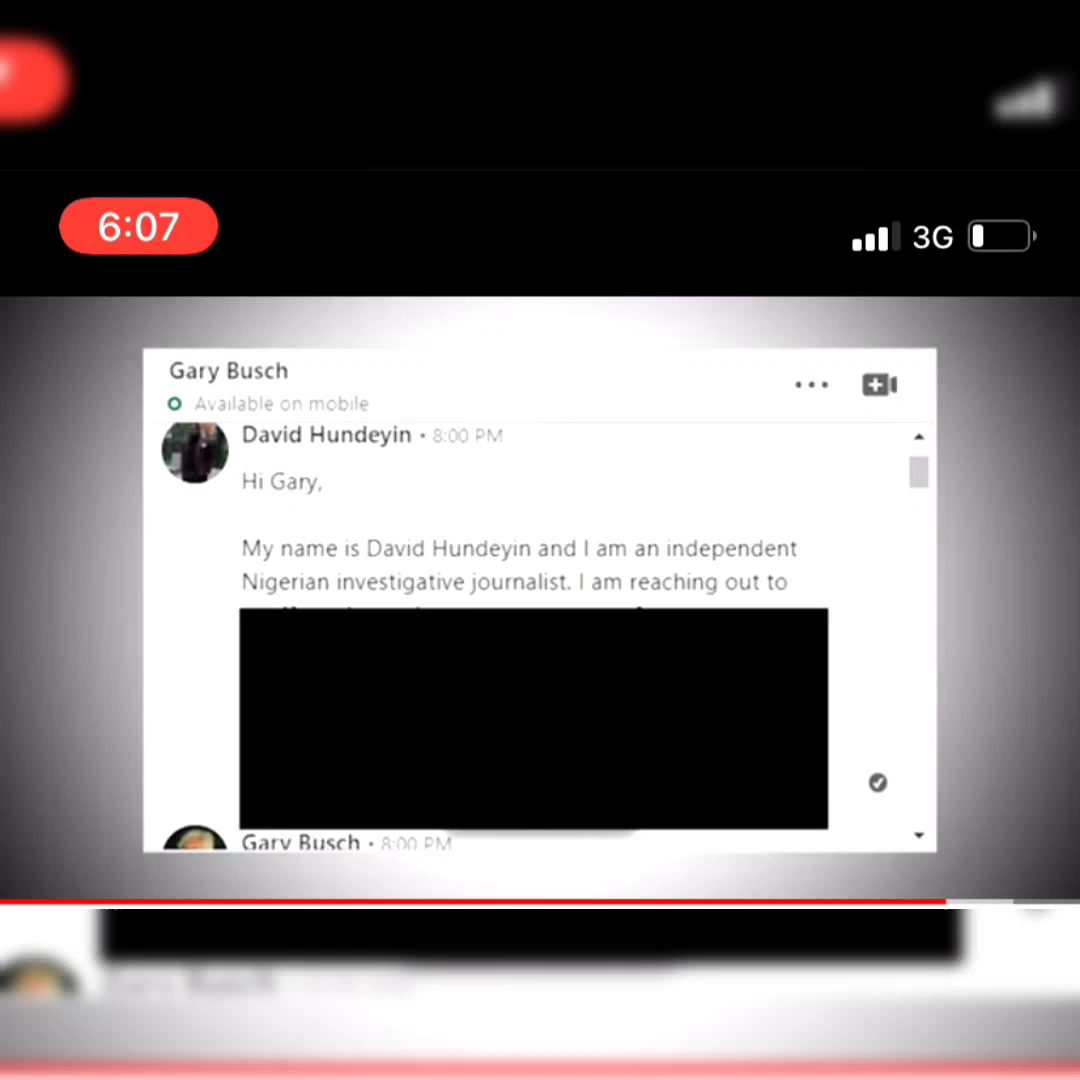 6:07
3G
Gary Busch
Available on mobile
David Hundeyin • 8:00 PM
Hi Gary,
My name is David Hundeyin and I am an independent
Nigerian investigative journalist. I am reaching out to
Gary Busch • 8:00 PM